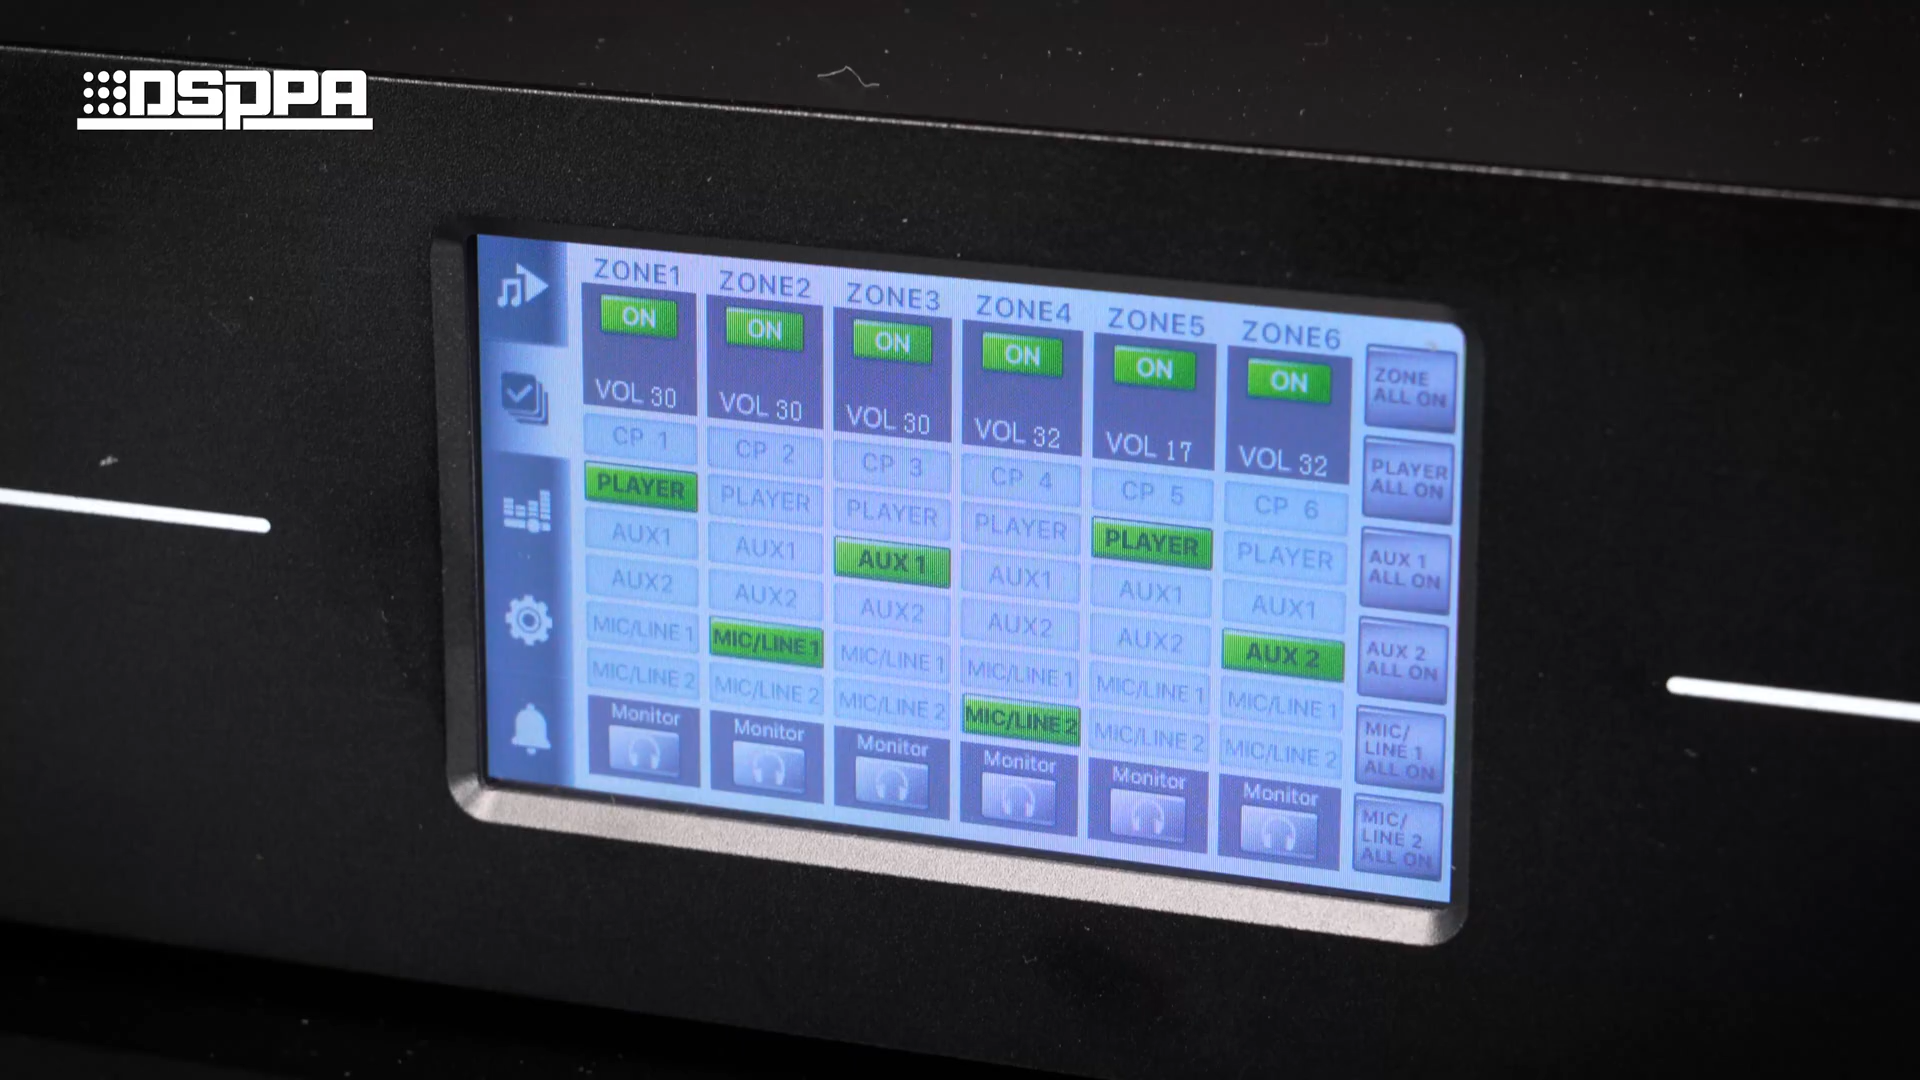 DSPPA
ZONE1 ZONE2 ZONE3 ZONE4 ZONE5 ZONE6
ON ON ON ON ON ON
VOL 30 VOL 30 VOL 30 VOL 32 VOL 17 VOL 32
CP 1 CP 2 CP 3 CP 4 CP 5 CP 6
PLAYER PLAYER PLAYER PLAYER PLAYER PLAYER
AUX1 AUX1 AUX 1 AUX1 AUX1 AUX1
AUX2 AUX2 AUX2 AUX2 AUX2 AUX 2
MIC/LINE 1 MIC/LINE 1 MIC/LINE 1 MIC/LINE 1 MIC/LINE 1 MIC/LINE 1
MIC/LINE 2 MIC/LINE 2 MIC/LINE 2 MIC/LINE 2 MIC/LINE 2 MIC/LINE 2
Monitor Monitor Monitor Monitor Monitor Monitor
ZONE
ALL ON
PLAYER
ALL ON
AUX 1
ALL ON
AUX 2
ALL ON
MIC/
LINE 1
ALL ON
MIC/
LINE 2
ALL ON